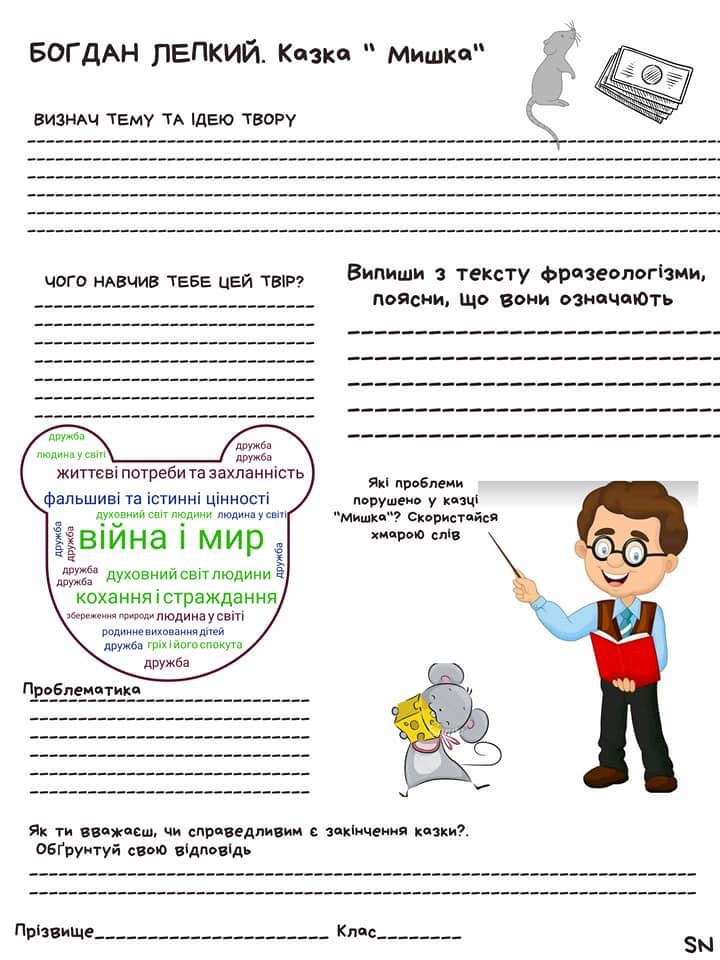 БОГДАН ЛЕПКИЙ. Казка " Мишка"
ВИЗНАЧ ТЕМУ ТА ІДЕЮ ТВОРУ
ЧОГО НАВЧИВ ТЕБЕ ЦЕЙ ТВІР?
Випиши з тексту фразеологізми,
поясни, що вони означають
дружба
людина у світі
дружба
дружба
життєві потреби та захланність
фальшиві та істинні цінності
духовний світ людини людина у світі
дружба
дружба
війна і мир
дружба
дружба
дружба
духовний світ людини
кохання і страждання
збереження природи людина у світі
родинне виховання дітей
дружба гріх і його спокута
дружба
Які проблеми
порушено у казці
"Мишка"? Скористайся
хмарою слів
Проблематика
Як ти вважаєш, чи справедливим є закінчення казки?.
Обґрунтуй свою відповідь
Прізвище______________________ Клас________
SN